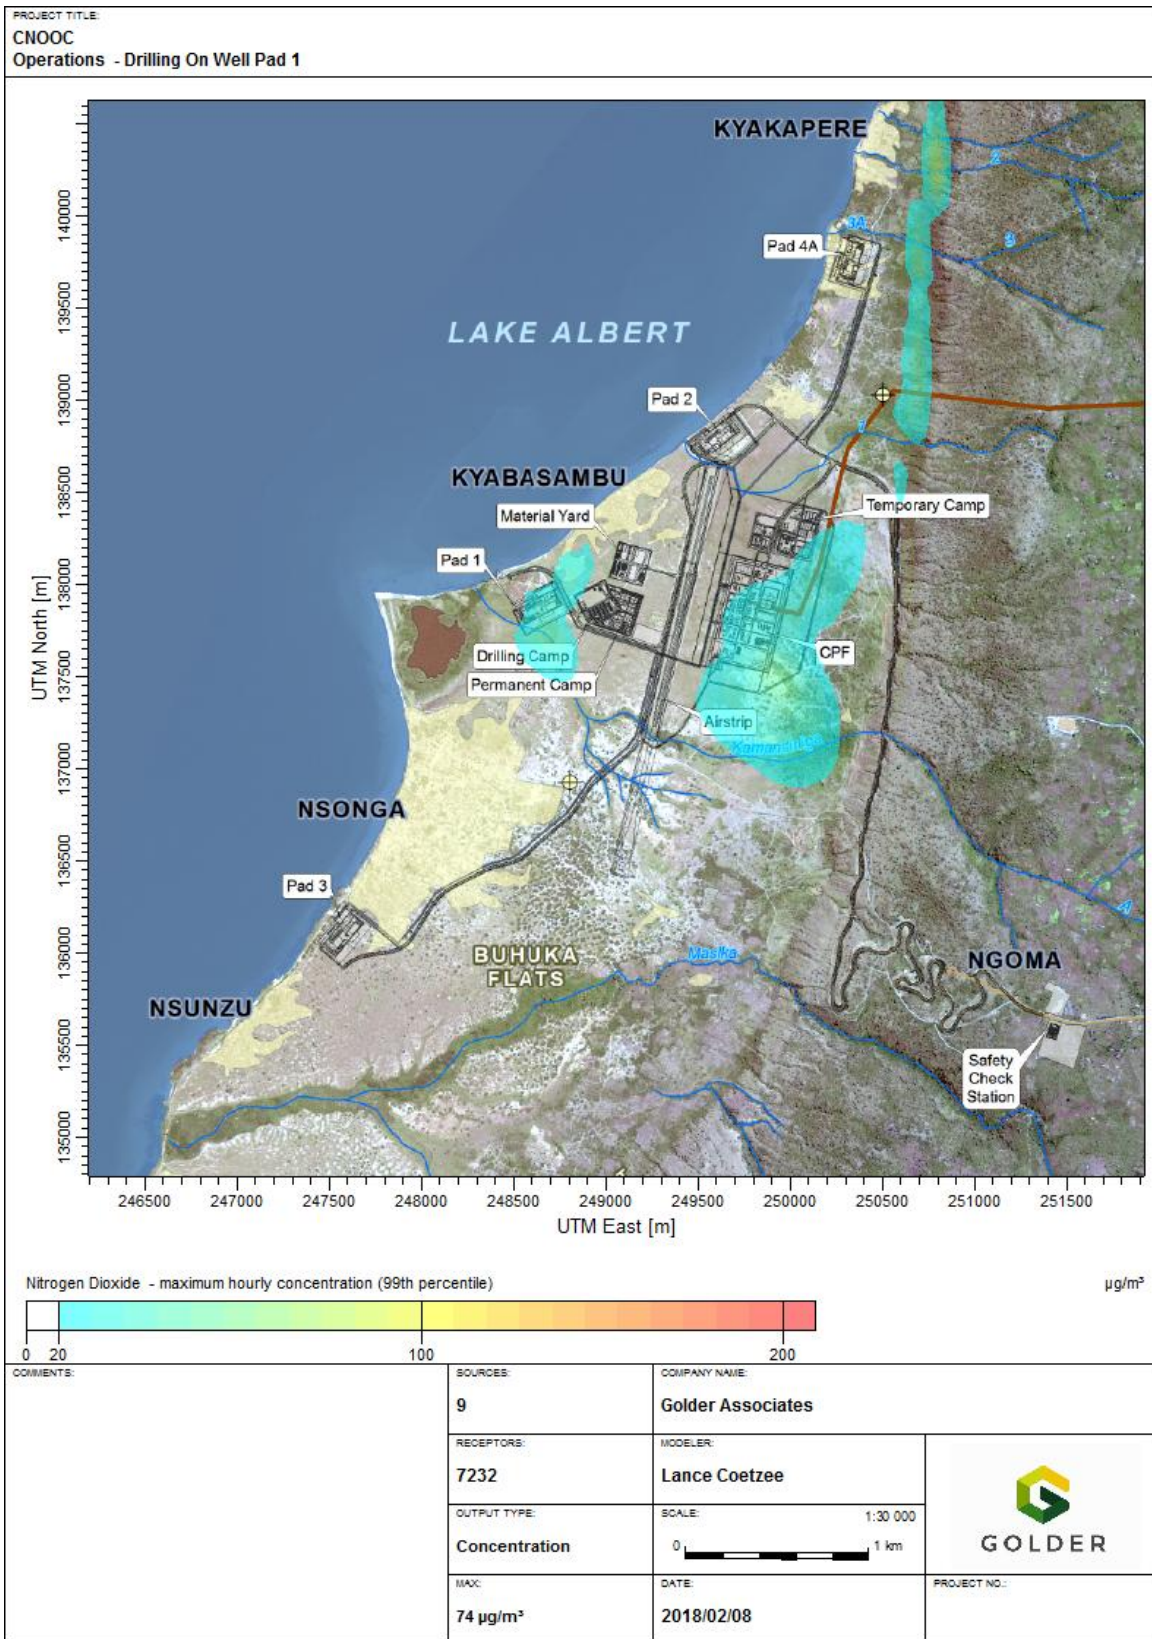 PROJECT TITLE:
CNOOC
Operations - Drilling On Well Pad 1
KYAKAPERE
2
3A
3
Pad 4A
LAKE ALBERT
Pad 2
1
KYABASAMBU
Material Yard
Temporary Camp
Pad 1
Drilling Camp
CPF
Permanent Camp
Airstrip
NSONGA
Pad 3
A
BUHUKA
FLATS
Masika
NGOMA
NSUNZU
Safety
Check
Station
UTM North [m]
140000
139500
139000
138500
138000
137500
137000
136500
136000
135500
135000
246500 247000 247500 248000 248500 249000 249500 250000 250500 251000 251500
UTM East [m]
Nitrogen Dioxide - maximum hourly concentration (99th percentile) µg/m³
0 20 100 200
COMMENTS:
SOURCES:
9
COMPANY NAME:
Golder Associates
RECEPTORS:
7232
MODELER:
Lance Coetzee
OUTPUT TYPE:
Concentration
SCALE: 1:30 000
0 1 km
GOLDER
MAX:
74 µg/m³
DATE:
2018/02/08
PROJECT NO.: